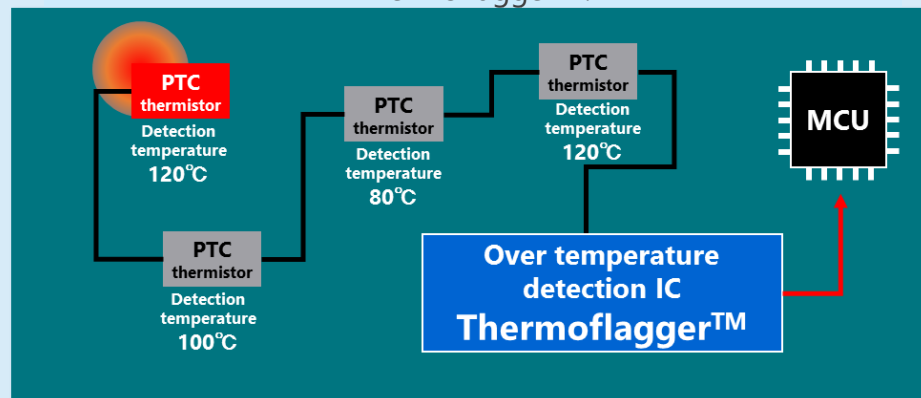 PTC
thermistor
Detection
temperature
120℃
PTC
thermistor
Detection
temperature
100℃
PTC
thermistor
Detection
temperature
80℃
PTC
thermistor
Detection
temperature
120℃
Over temperature
detection IC
Thermoflagger™
MCU